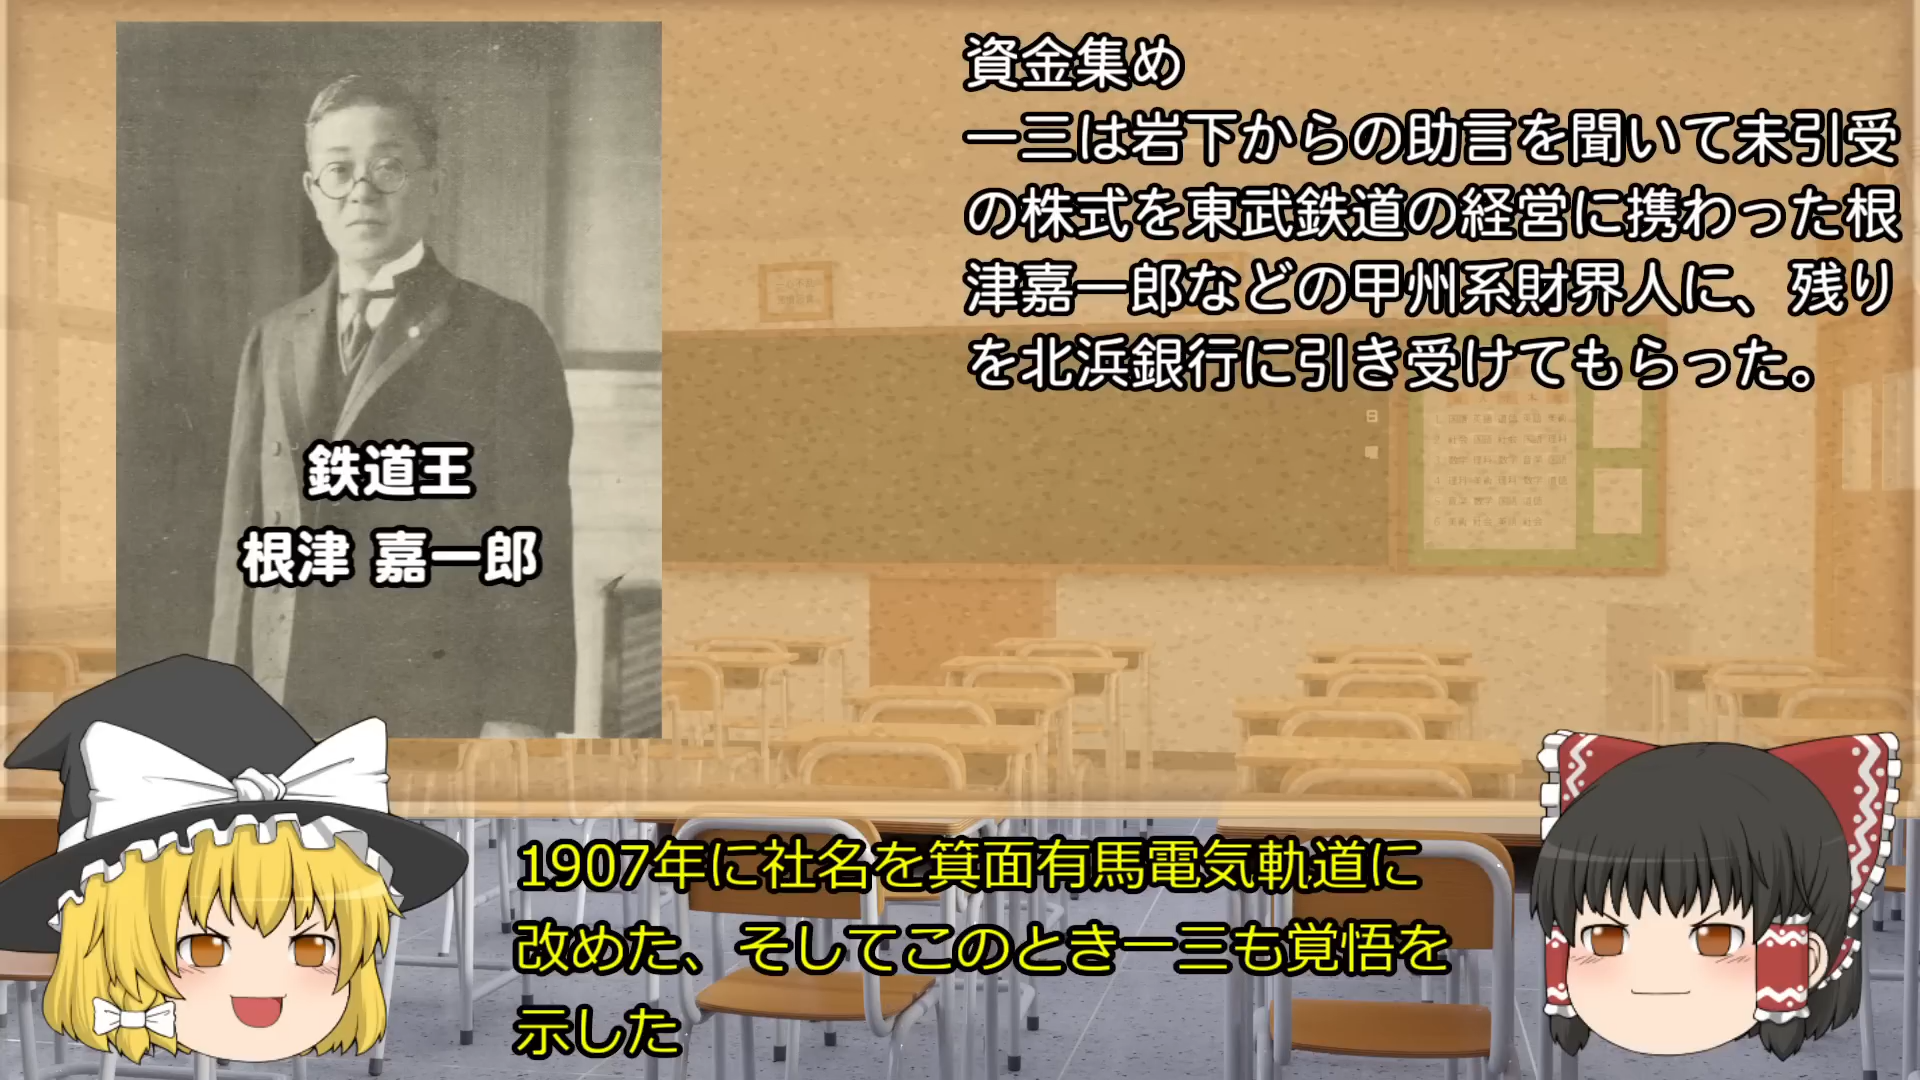 資金集め
一三は岩下からの助言を聞いて未引受
の株式を東武鉄道の経営に携わった根
津嘉一郎などの甲州系財界人に、残り
を北浜銀行に引き受けてもらった。
鉄道王
根津 嘉一郎
1907年に社名を箕面有馬電気軌道に
改めた、そしてこのとき一三も覚悟を
示した